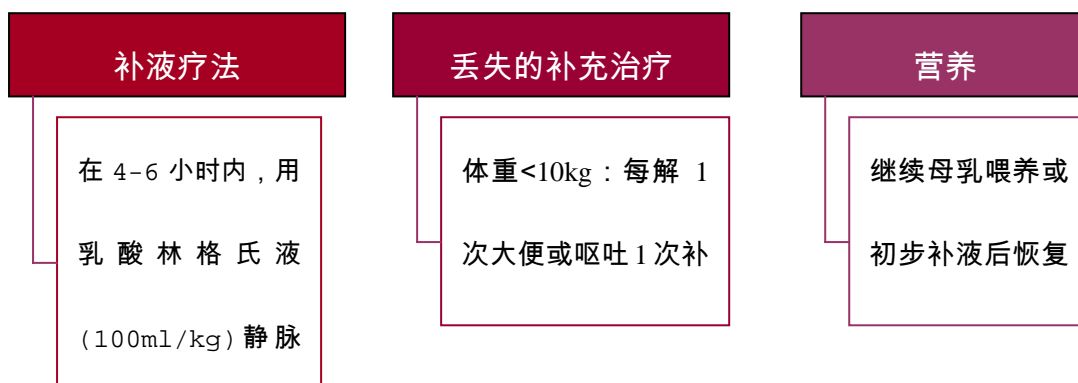 补液疗法
在 4-6 小时内，用
乳酸林格氏液
(100ml/kg)静脉
丢失的补充治疗
体重<10kg：每解 1
次大便或呕吐1次补
营养
继续母乳喂养或
初步补液后恢复